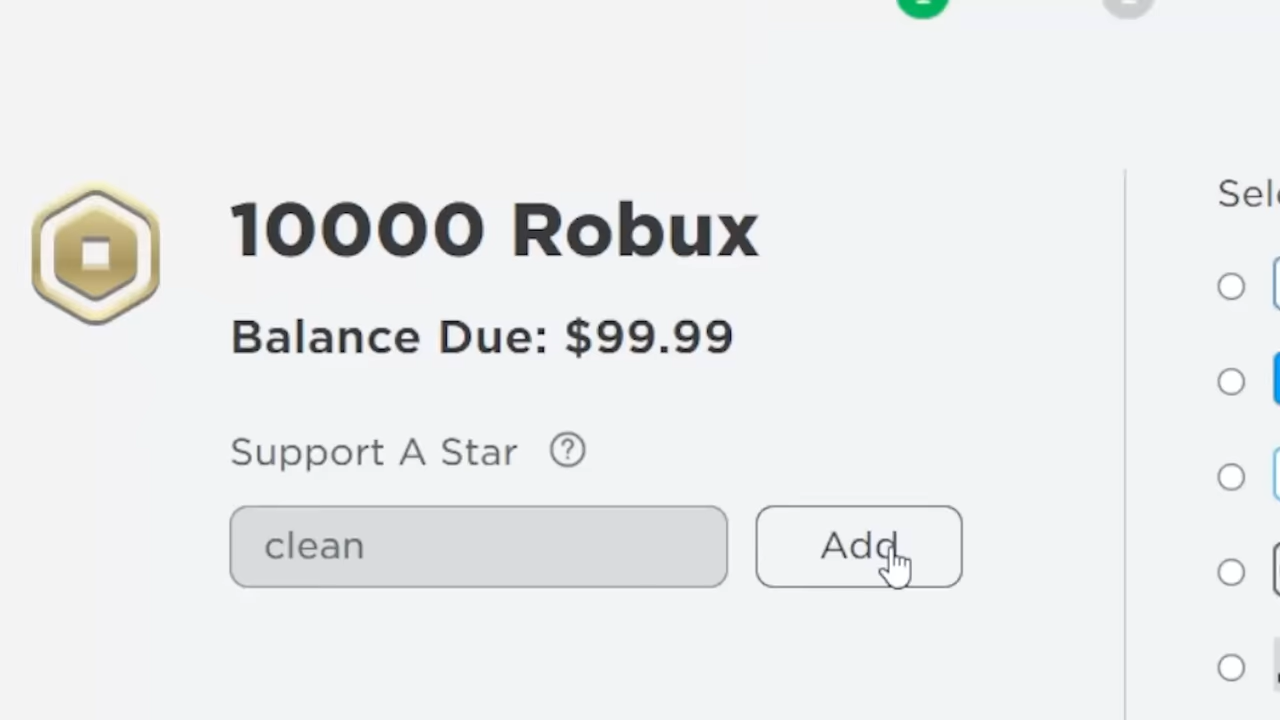 10000 Robux
Balance Due: $99.99
Support A Star ?
clean
Add